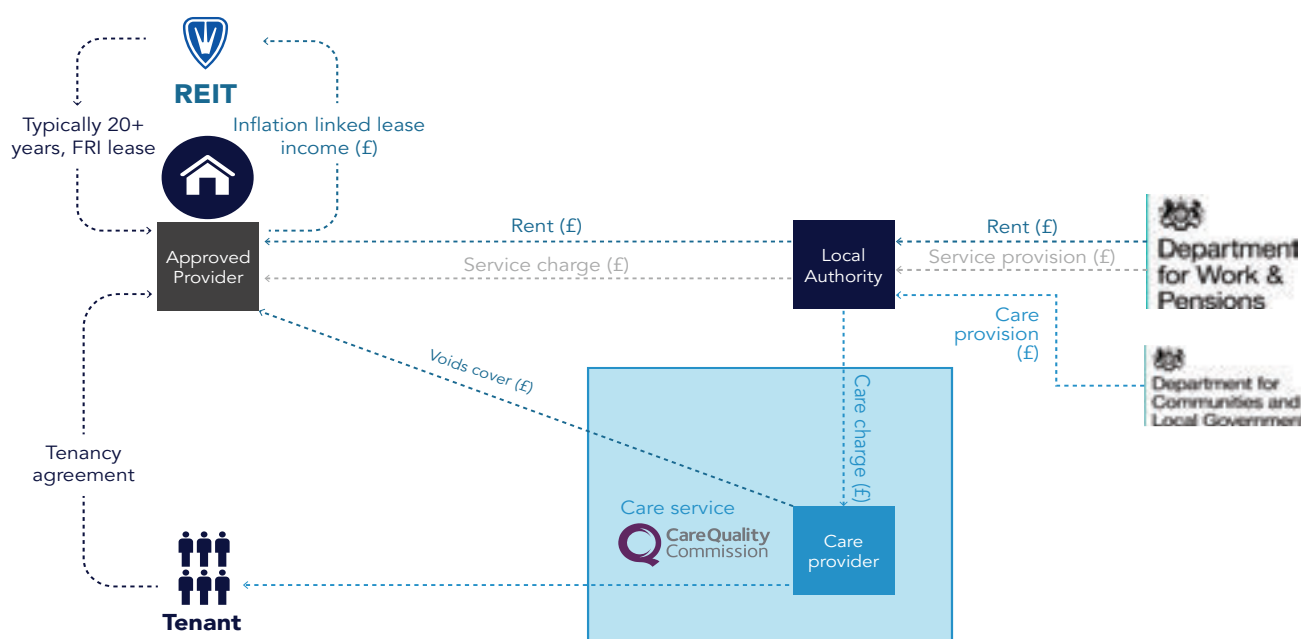 REIT
Typically 20+
years, FRI lease
Inflation linked lease
income (£)
Approved
Provider
Rent (£)
Service charge (£)
Local
Authority
Rent (£)
Service provision (£)
Department
for Work &
Pensions
Care
provision
(£)
Department for
Communities and
Local Government
Voids cover (£)
Care charge (£)
Tenancy
agreement
Care service
CareQuality
Commission
Care
provider
Tenant